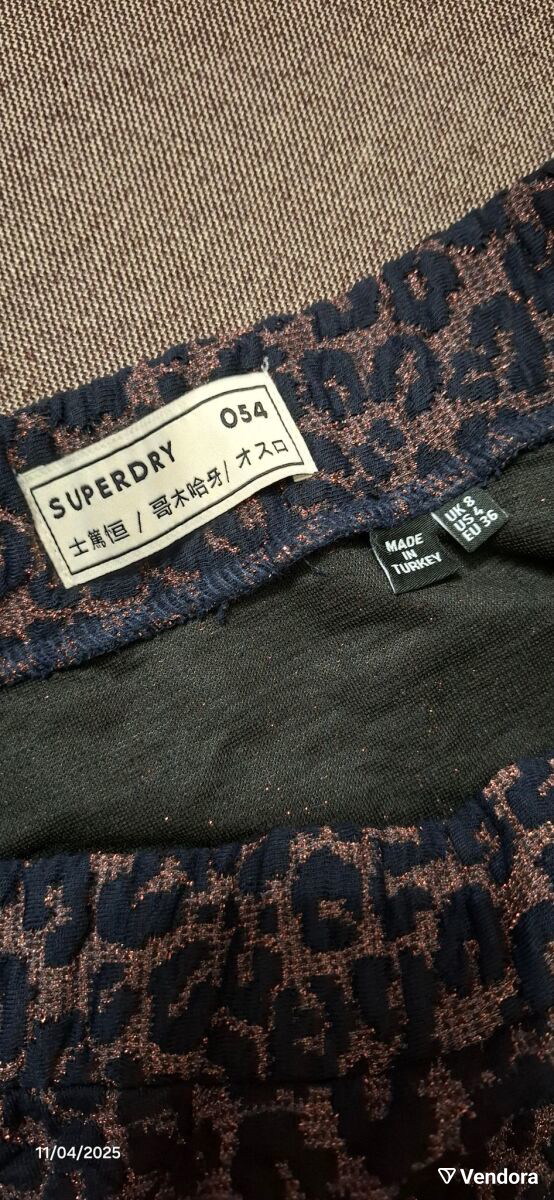 SUPERDRY 054
士篤恒 / 哥木哈牙 / オスロ
MADE
IN
TURKEY
UK 8
US 4
EU 36
11/04/2025
Vendora